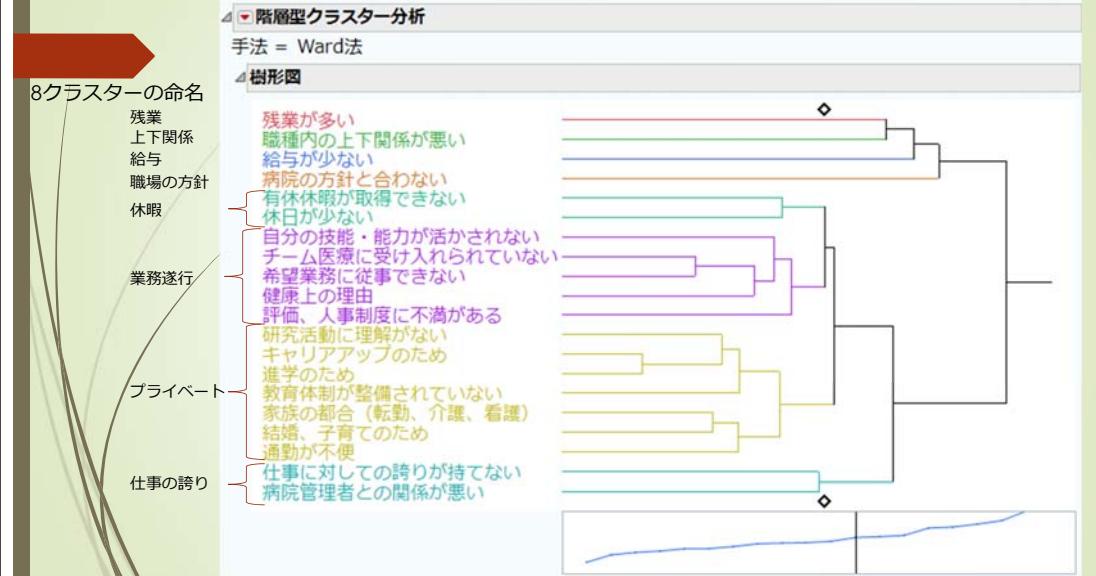 階層型クラスター分析
手法 = Ward法
樹形図
8クラスターの命名
残業
上下関係
給与
職場の方針
休暇
業務遂行
プライベート
仕事の誇り
残業が多い
職種内の上下関係が悪い
給与が少ない
病院の方針と合わない
有休休暇が取得できない
休日が少ない
自分の技能・能力が活かされない
チーム医療に受け入れられていない
希望業務に従事できない
健康上の理由
評価、人事制度に不満がある
研究活動に理解がない
キャリアアップのため
進学のため
教育体制が整備されていない
家族の都合（転勤、介護、看護）
結婚、子育てのため
通勤が不便
仕事に対しての誇りが持てない
病院管理者との関係が悪い